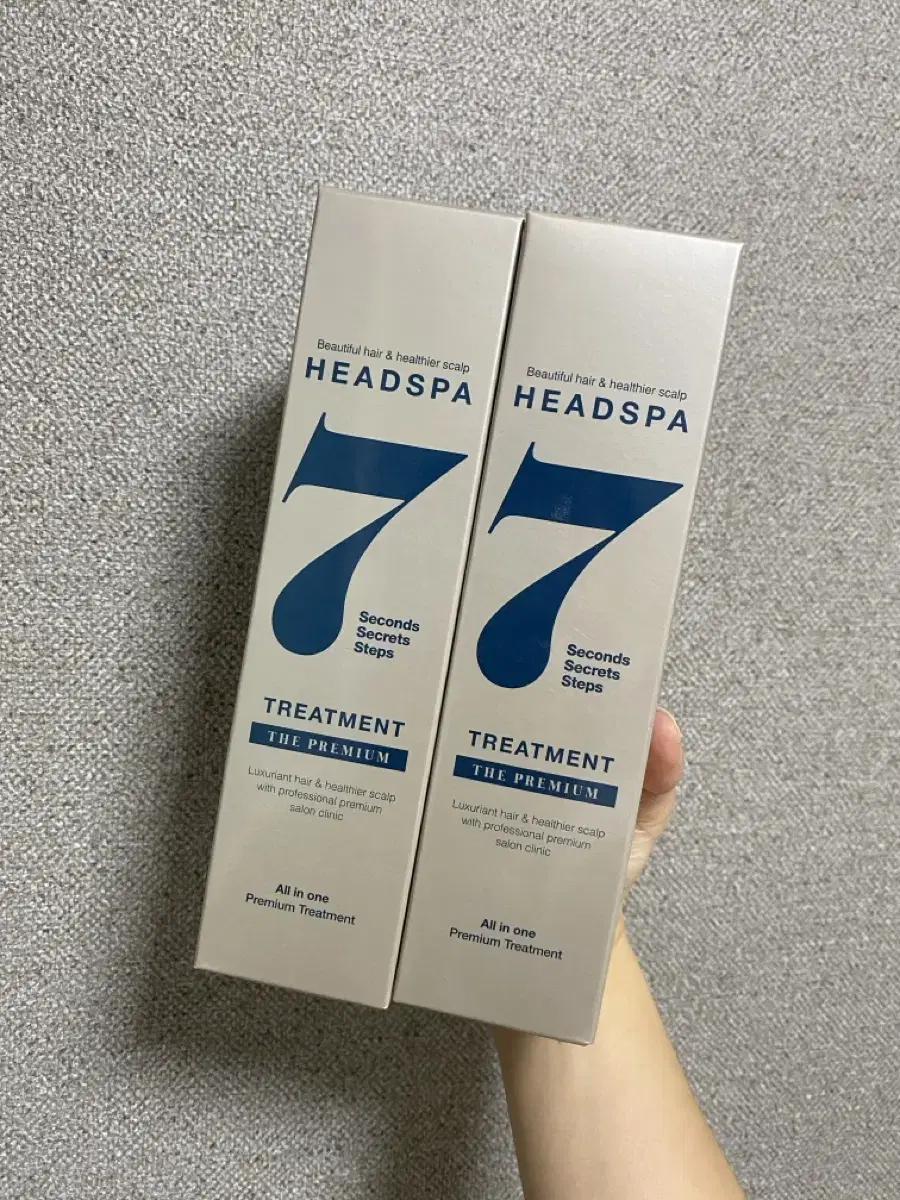 Beautiful hair & healthier scalp
HEADSPA
7
Seconds
Secrets
Steps
TREATMENT
THE PREMIUM
Luxuriant hair & healthier scalp
with professional premium
salon clinic
All in one
Premium Treatment
Beautiful hair & healthier scalp
HEADSPA
7
Seconds
Secrets
Steps
TREATMENT
THE PREMIUM
Luxuriant hair & healthier scalp
with professional premium
salon clinic
All in one
Premium Treatment